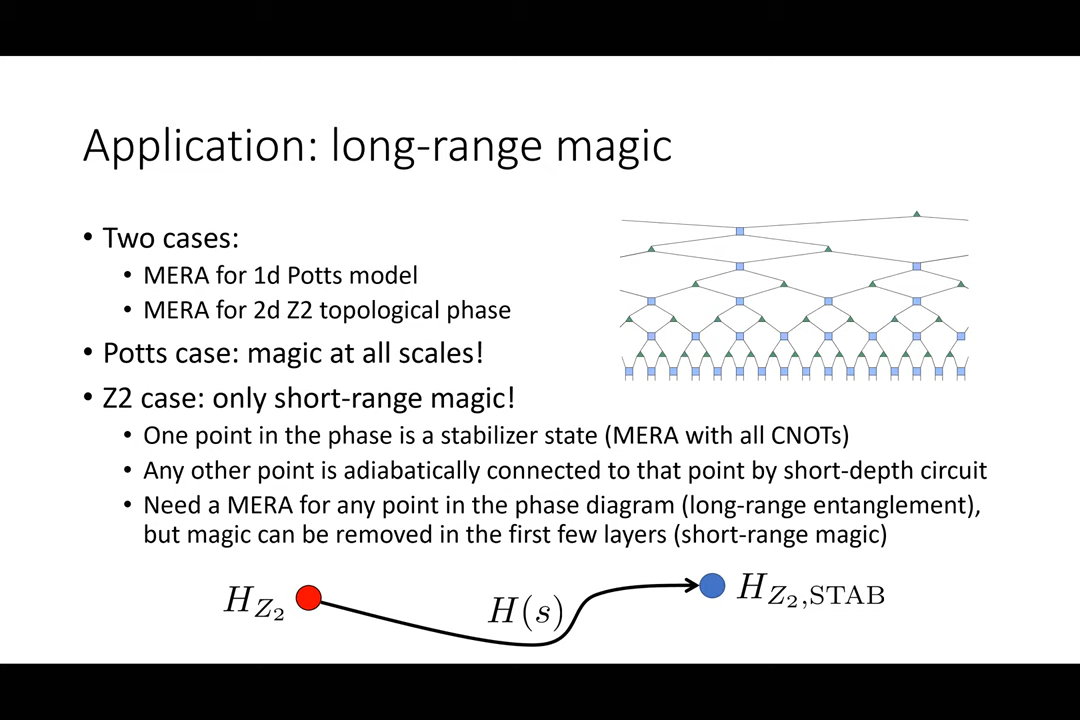 Application: long-range magic
• Two cases:
• MERA for 1d Potts model
• MERA for 2d Z2 topological phase
• Potts case: magic at all scales!
• Z2 case: only short-range magic!
• One point in the phase is a stabilizer state (MERA with all CNOTs)
• Any other point is adiabatically connected to that point by short-depth circuit
• Need a MERA for any point in the phase diagram (long-range entanglement),
but magic can be removed in the first few layers (short-range magic)
H_{Z_2} H(s) H_{Z_2,STAB}